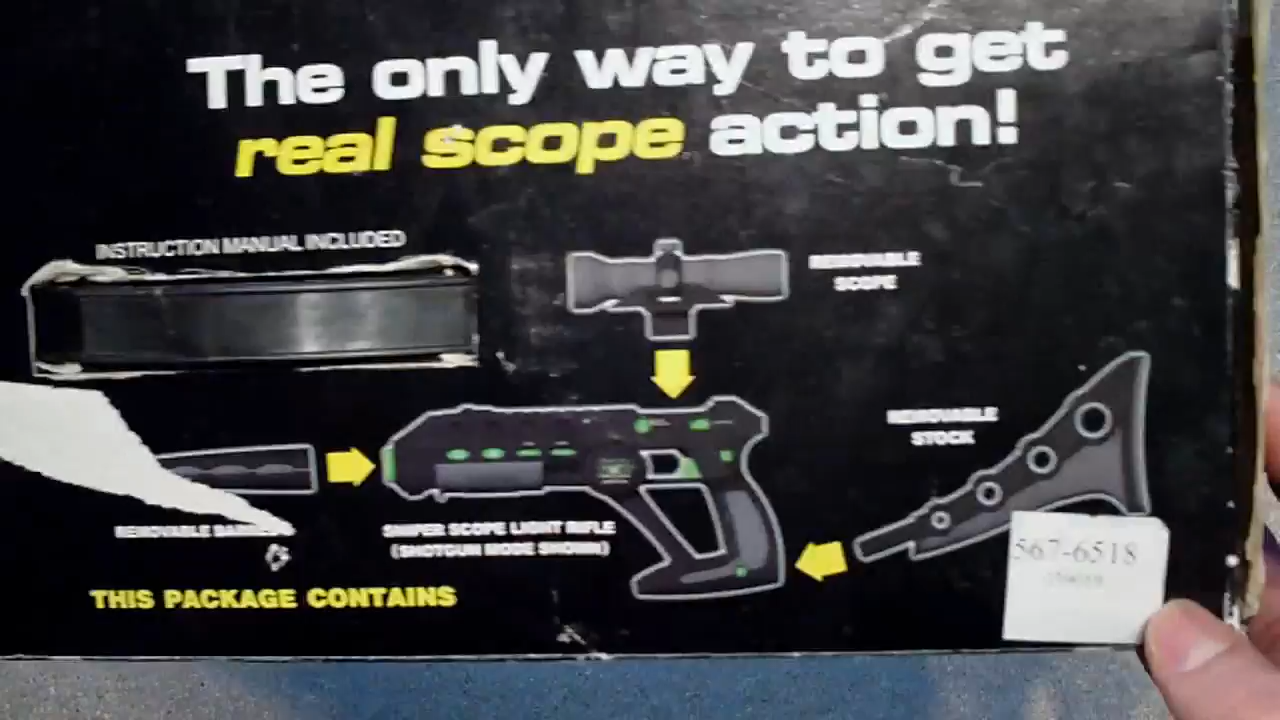 The only way to get
real scope action!
INSTRUCTION MANUAL INCLUDED
REMOVABLE
SCOPE
REMOVABLE
STOCK
REMOVABLE
SNIPER SCOPE LIGHT RIFLE
(SHOTGUN MODE SHOWN)
567-6518
THIS PACKAGE CONTAINS